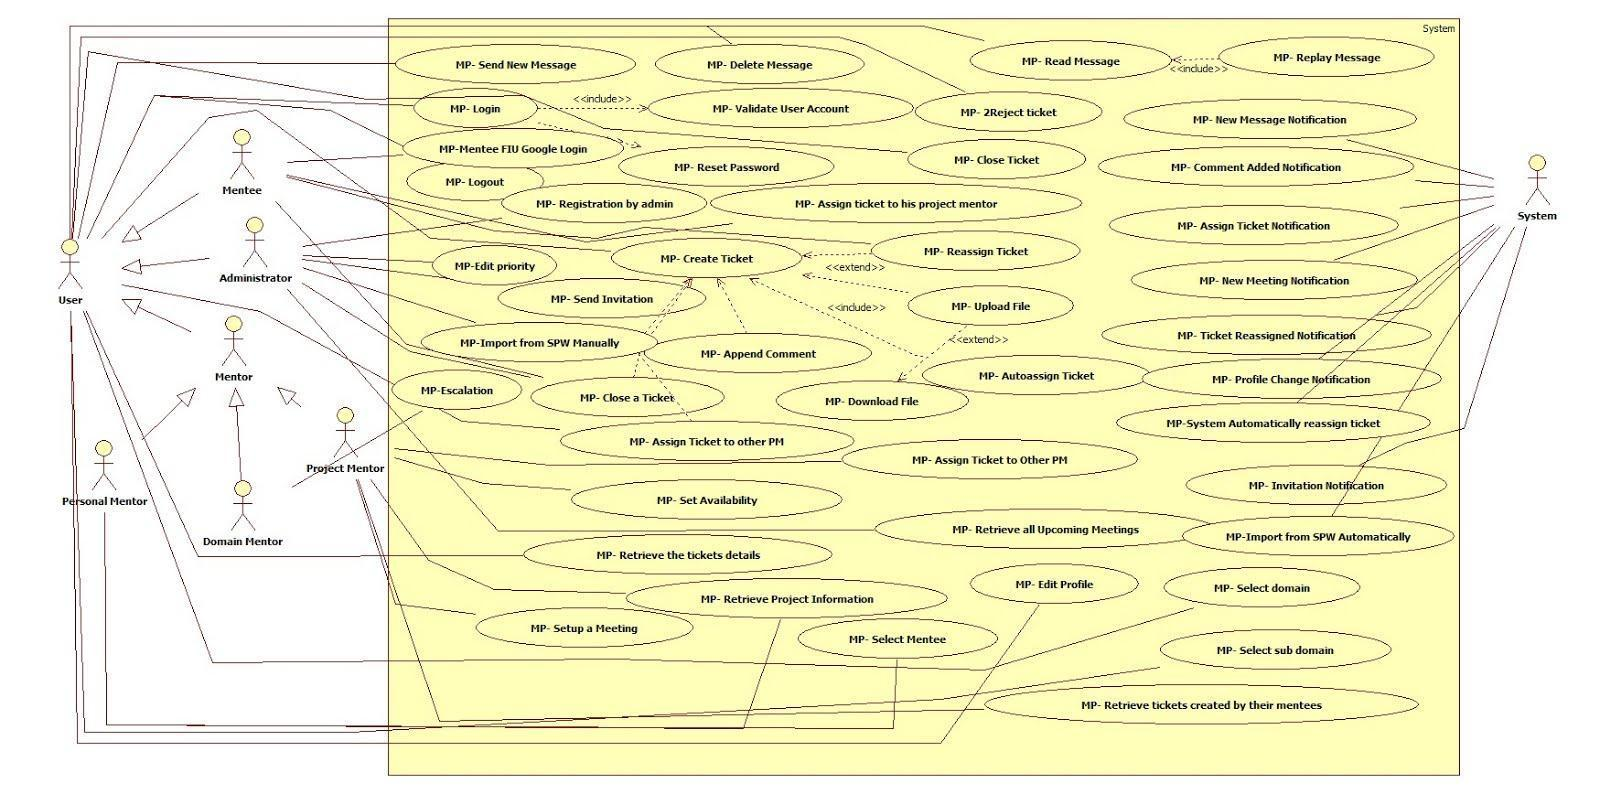 System
MP- Send New Message
MP- Delete Message
MP- Read Message
<<include>>
MP- Replay Message
MP- Login
<<include>>
MP- Validate User Account
MP- 2Reject ticket
MP- New Message Notification
MP-Mentee FIU Google Login
MP- Reset Password
MP- Close Ticket
MP- Comment Added Notification
Mentee
MP- Logout
MP- Registration by admin
MP- Assign ticket to his project mentor
MP- Assign Ticket Notification
System
Administrator
MP-Edit priority
MP- Create Ticket
MP- Reassign Ticket
<<extend>>
MP- New Meeting Notification
User
MP- Send Invitation
<<include>>
MP- Upload File
MP-Import from SPW Manually
MP- Append Comment
<<extend>>
MP- Ticket Reassigned Notification
Mentor
MP-Escalation
MP- Close a Ticket
MP- Download File
MP- Autoassign Ticket
MP- Profile Change Notification
MP-System Automatically reassign ticket
MP- Assign Ticket to other PM
MP- Assign Ticket to Other PM
Project Mentor
Personal Mentor
MP- Set Availability
MP- Invitation Notification
Domain Mentor
MP- Retrieve all Upcoming Meetings
MP-Import from SPW Automatically
MP- Retrieve the tickets details
MP- Edit Profile
MP- Select domain
MP- Retrieve Project Information
MP- Setup a Meeting
MP- Select Mentee
MP- Select sub domain
MP- Retrieve tickets created by their mentees